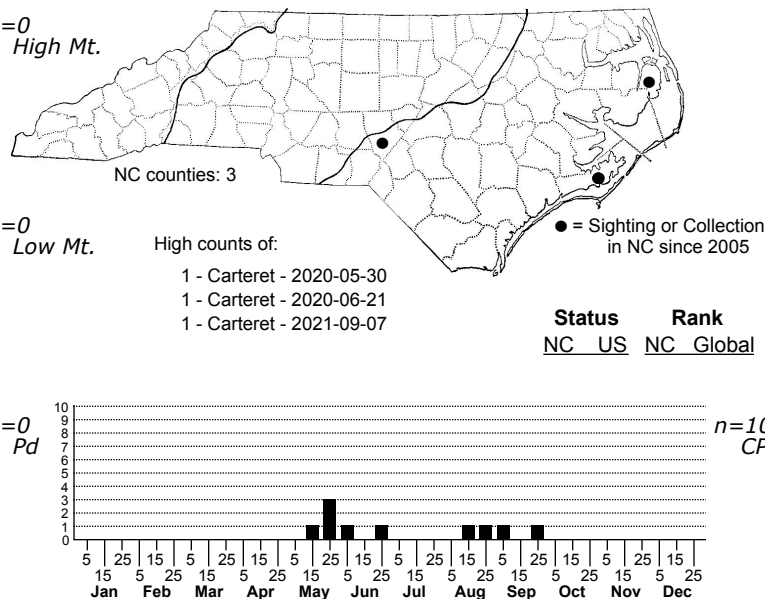 =0
High Mt.
NC counties: 3
=0
Low Mt.
High counts of:
1 - Carteret - 2020-05-30
1 - Carteret - 2020-06-21
1 - Carteret - 2021-09-07
● = Sighting or Collection
in NC since 2005
Status Rank
NC US NC Global
=0
Pd
n=10
CP
10
9
8
7
6
5
4
3
2
1
0
5 25 15 5 25 15 5 25 15 5 25 15 5 25 15 5 25 15
15 5 25 15 5 25 15 5 25 15 5 25 15 5 25 15 5 25
Jan Feb Mar Apr May Jun Jul Aug Sep Oct Nov Dec